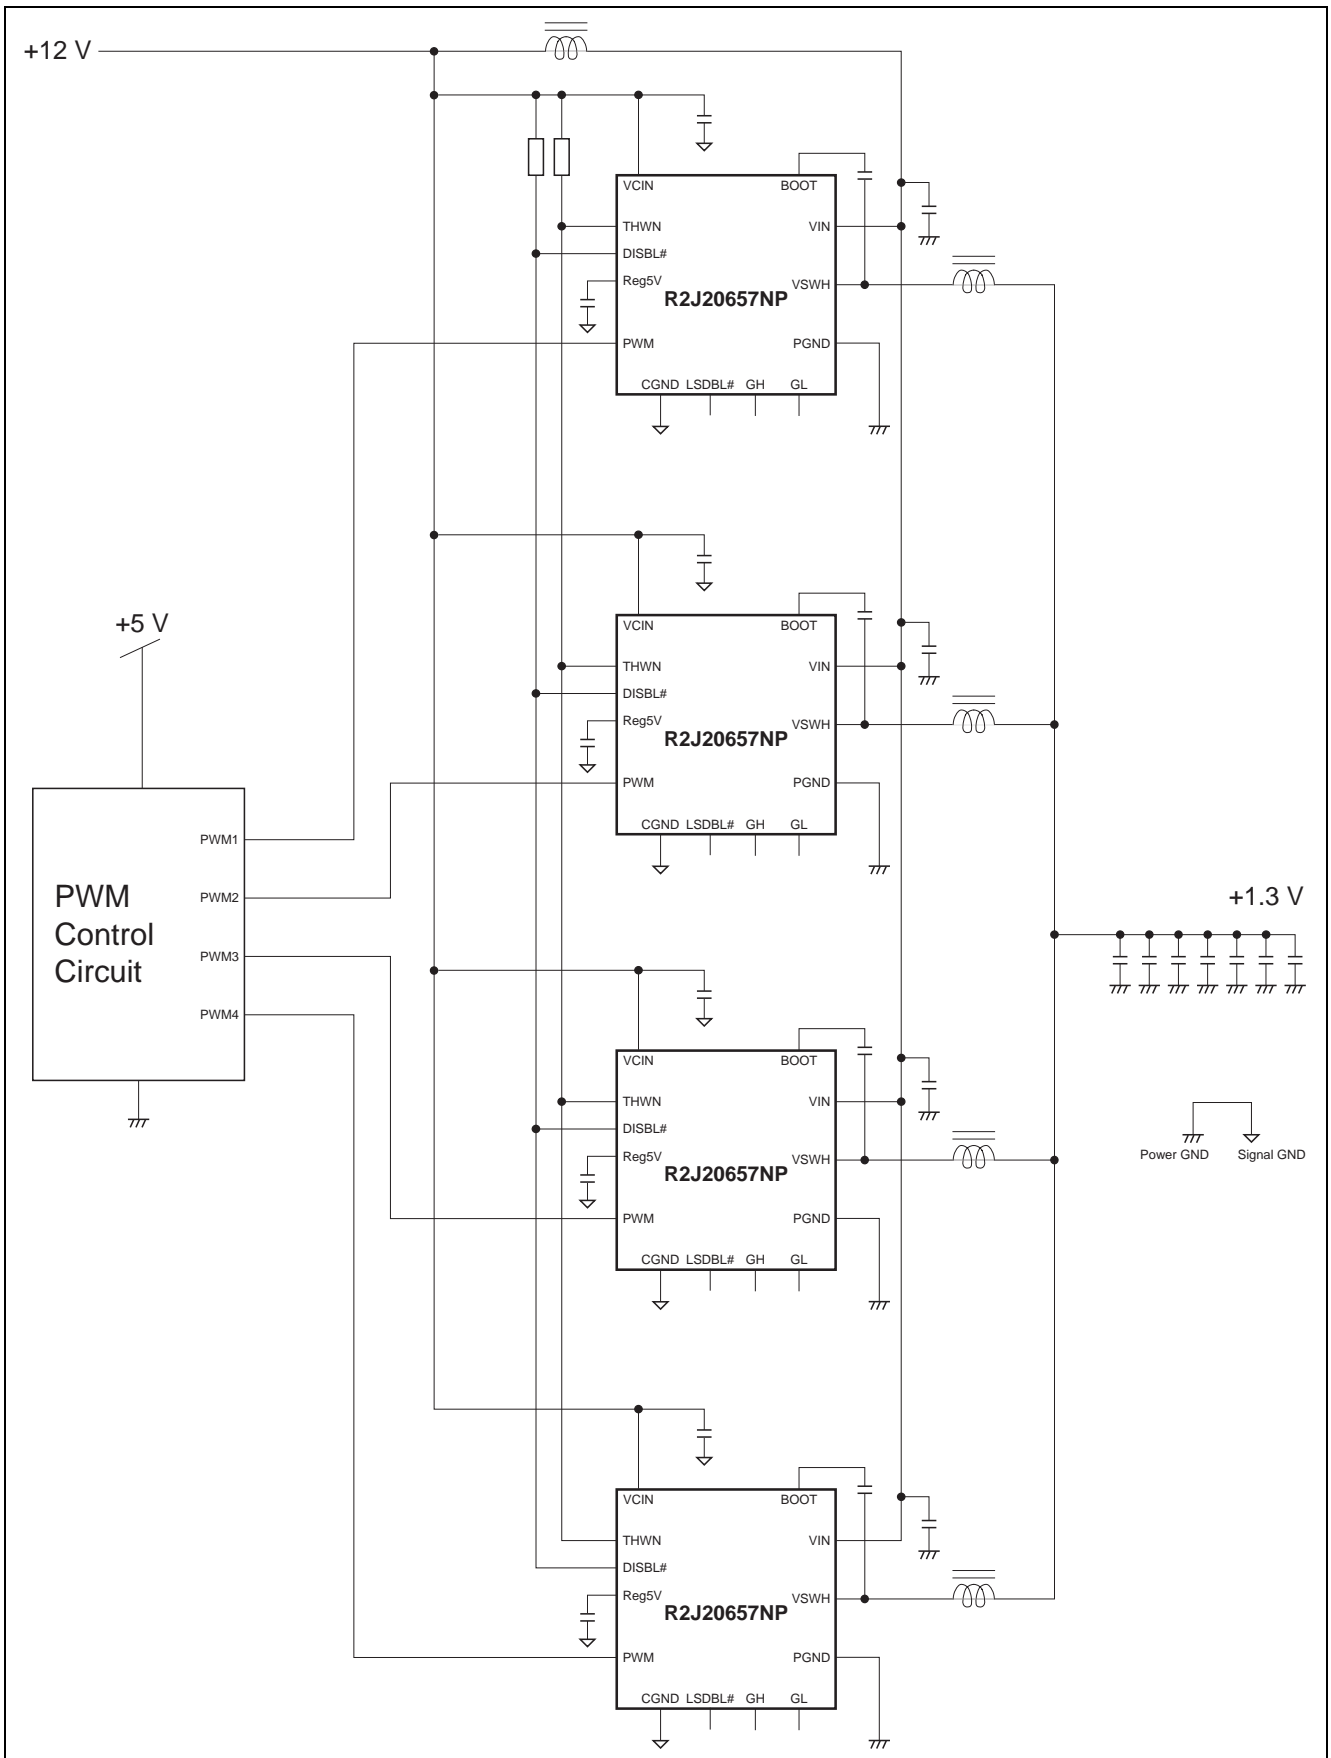 +12 V
VCIN BOOT
THWN VIN
DISBL#
Reg5V VSWH
R2J20657NP
PWM PGND
CGND LSDBL# GH GL
+5 V
VCIN BOOT
THWN VIN
DISBL#
Reg5V VSWH
R2J20657NP
PWM PGND
CGND LSDBL# GH GL
PWM1
PWM2
PWM3
PWM4
PWM
Control
Circuit
+1.3 V
VCIN BOOT
THWN VIN
DISBL#
Reg5V VSWH
R2J20657NP
PWM PGND
CGND LSDBL# GH GL
Power GND Signal GND
VCIN BOOT
THWN VIN
DISBL#
Reg5V VSWH
R2J20657NP
PWM PGND
CGND LSDBL# GH GL